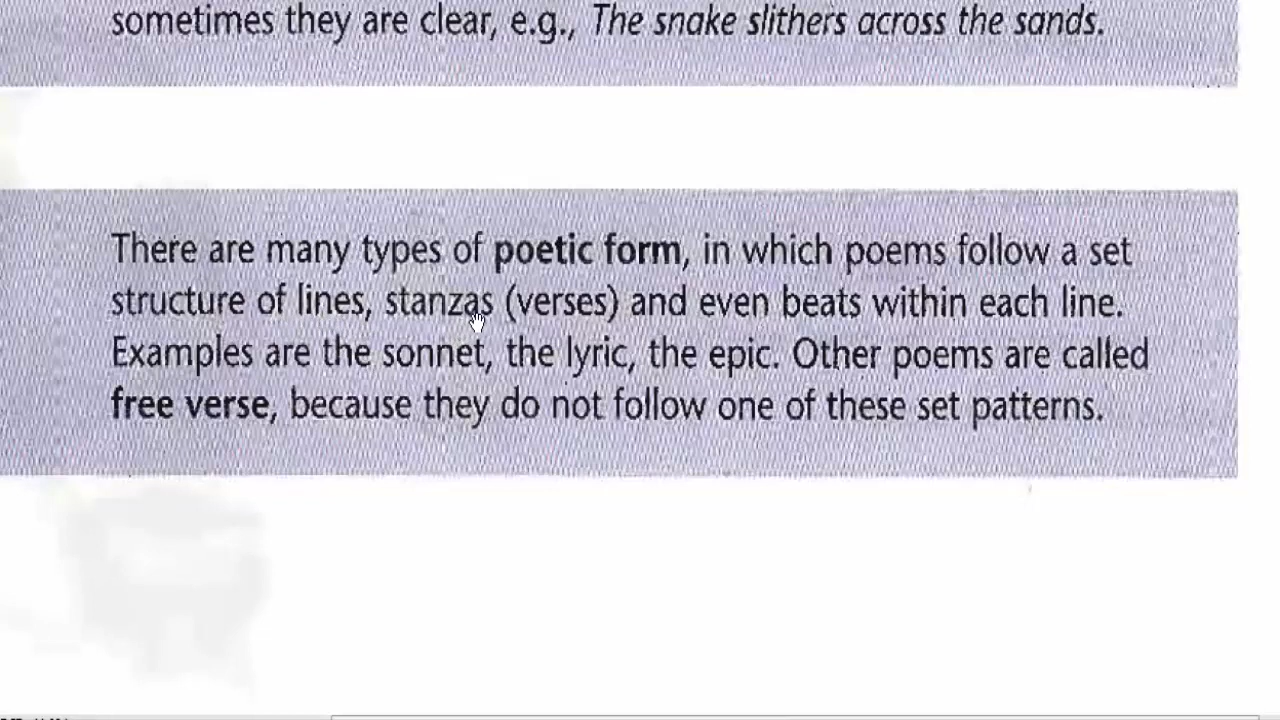 sometimes they are clear, e.g., The snake slithers across the sands.
There are many types of poetic form, in which poems follow a set
structure of lines, stanzas (verses) and even beats within each line.
Examples are the sonnet, the lyric, the epic. Other poems are called
free verse, because they do not follow one of these set patterns.